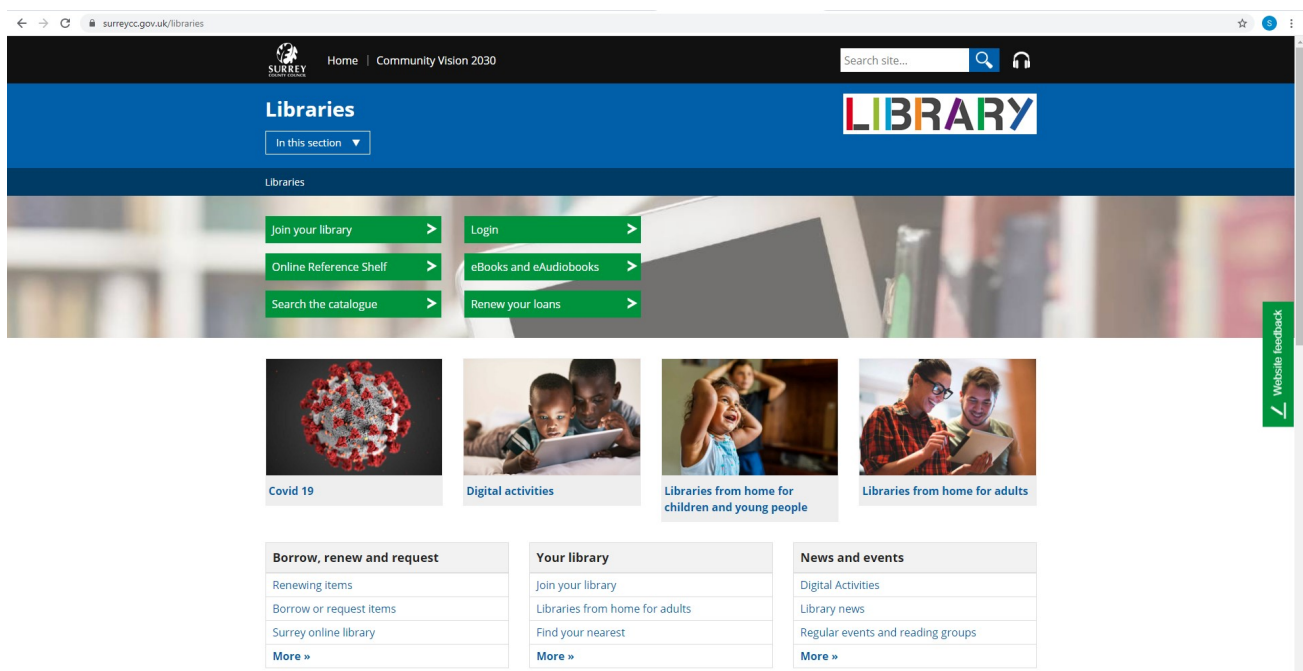 surreycc.gov.uk/libraries
S
SURREY
COUNTY COUNCIL
Home | Community Vision 2030
Search site...
Libraries
LIBRARY
In this section ▼
Libraries
Join your library >
Login >
Online Reference Shelf >
eBooks and eAudiobooks >
Search the catalogue >
Renew your loans >
Website feedback
Covid 19
Digital activities
Libraries from home for
children and young people
Libraries from home for adults
Borrow, renew and request
Renewing items
Borrow or request items
Surrey online library
More »
Your library
Join your library
Libraries from home for adults
Find your nearest
More »
News and events
Digital Activities
Library news
Regular events and reading groups
More »